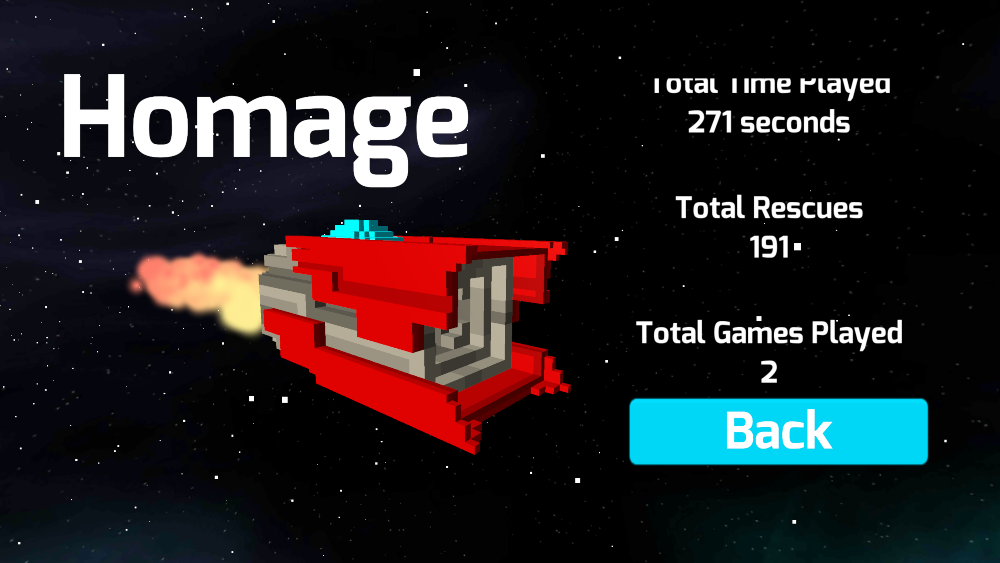 Homage
Total Time Played
271 seconds
Total Rescues
191
Total Games Played
2
Back